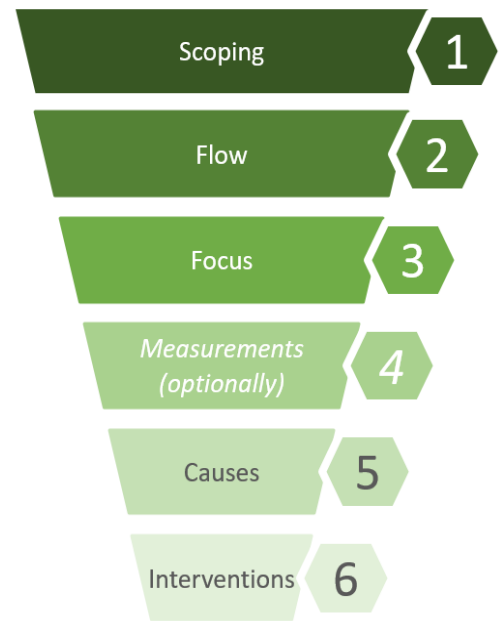 Scoping
1
Flow
2
Focus
3
Measurements
(optionally)
4
Causes
5
Interventions
6